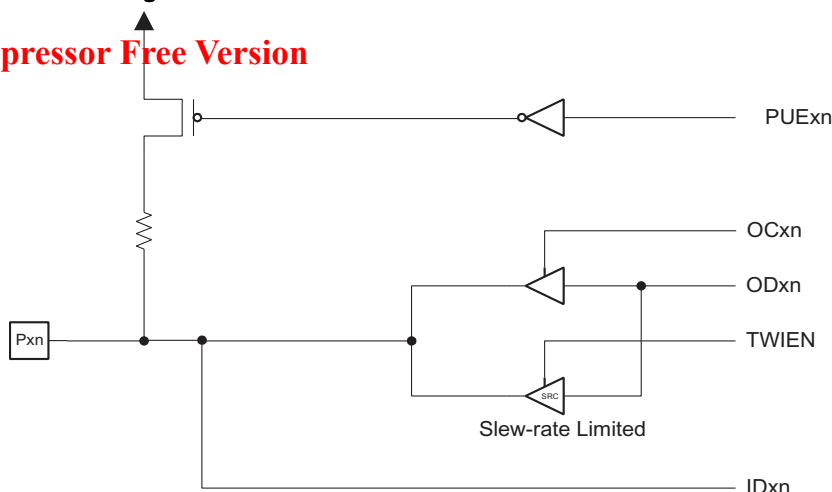 pressor Free Version
PUExn
OCxn
ODxn
Pxn
TWIEN
SRC
Slew-rate Limited
IDxn